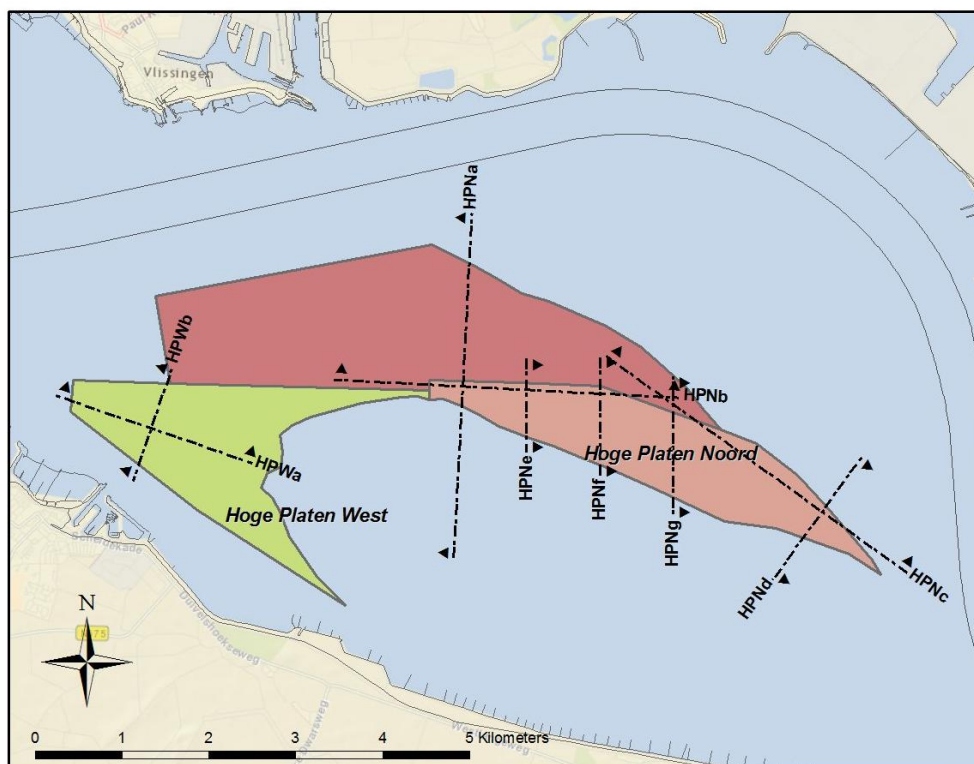 Vlissingen
HPNa
HPWb
HPNb
HPWa
HPNe
HPNf
HPNg
Hoge Platen Noord
Hoge Platen West
HPNd
HPNc
N
Duivelshoekseweg
0 1 2 3 4 5 Kilometers